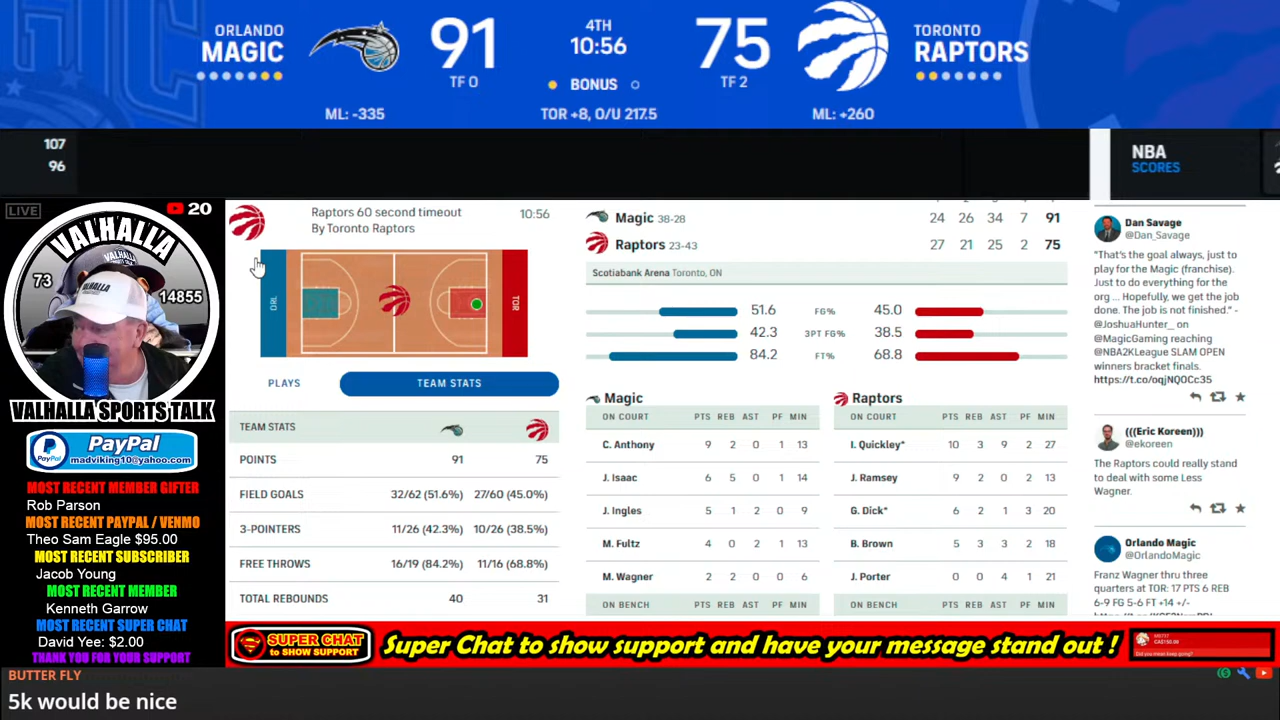 ORLANDO
MAGIC
91
TF 0
4TH
10:56
BONUS
75
TF 2
TORONTO
RAPTORS
ML: -335
TOR +8, O/U 217.5
ML: +260
107
96
NBA
SCORES
LIVE
20
VALHALLA
73
14855
VALHALLA SPORTS TALK
PayPal
madviking10@yahoo.com
MOST RECENT MEMBER GIFTER
Rob Parson
MOST RECENT PAYPAL / VENMO
Theo Sam Eagle $95.00
MOST RECENT SUBSCRIBER
Jacob Young
MOST RECENT MEMBER
Kenneth Garrow
MOST RECENT SUPER CHAT
David Yee: $2.00
THANK YOU FOR YOUR SUPPORT
Raptors 60 second timeout
By Toronto Raptors
10:56
ORL
TOR
PLAYS
TEAM STATS
TEAM STATS
POINTS 91 75
FIELD GOALS 32/62 (51.6%) 27/60 (45.0%)
3-POINTERS 11/26 (42.3%) 10/26 (38.5%)
FREE THROWS 16/19 (84.2%) 11/16 (68.8%)
TOTAL REBOUNDS 40 31
Magic 38-28 24 26 34 7 91
Raptors 23-43 27 21 25 2 75
Scotiabank Arena Toronto, ON
51.6 FG% 45.0
42.3 3PT FG% 38.5
84.2 FT% 68.8
Magic
ON COURT PTS REB AST PF MIN
C. Anthony 9 2 0 1 13
J. Isaac 6 5 0 1 14
J. Ingles 5 1 2 0 9
M. Fultz 4 0 2 1 13
M. Wagner 2 2 0 0 6
ON BENCH PTS REB AST PF MIN
Raptors
ON COURT PTS REB AST PF MIN
I. Quickley* 10 3 9 2 27
J. Ramsey 9 2 0 2 13
G. Dick* 6 2 1 3 20
B. Brown 5 3 3 2 18
J. Porter 0 0 4 1 21
ON BENCH PTS REB AST PF MIN
Dan Savage
@Dan_Savage
"That's the goal always, just to
play for the Magic (franchise).
Just to do everything for the
org ... Hopefully, we get the job
done. The job is not finished." -
@JoshuaHunter_ on
@MagicGaming reaching
@NBA2KLeague SLAM OPEN
winners bracket finals.
https://t.co/oqjNQOCc35
(((Eric Koreen)))
@ekoreen
The Raptors could really stand
to deal with some Less
Wagner.
Orlando Magic
@OrlandoMagic
Franz Wagner thru three
quarters at TOR: 17 PTS 6 REB
6-9 FG 5-6 FT +14 +/-
SUPER CHAT
to SHOW SUPPORT
Super Chat to show support and have your message stand out !
Did you mean keep going?
BUTTER FLY
5k would be nice